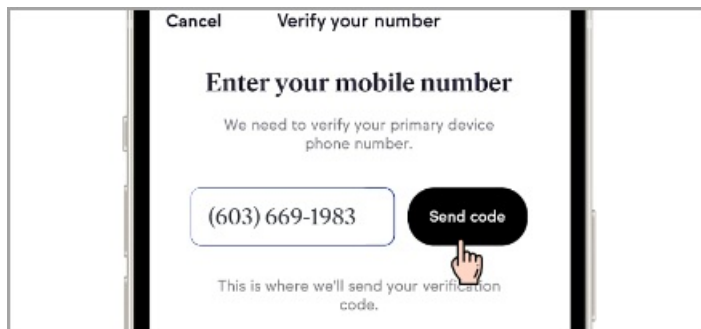 Cancel Verify your number
Enter your mobile number
We need to verify your primary device
phone number.
(603) 669-1983 Send code
This is where we'll send your verification
code.